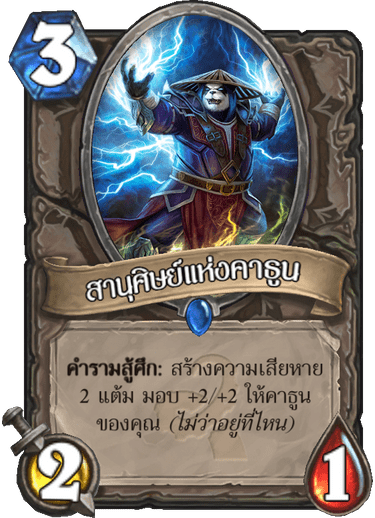 3
สานุศิษย์แห่งคาธูน
คำรามสู้ศึก: สร้างความเสียหาย
2 แต้ม มอบ +2/+2 ให้คาธูน
ของคุณ (ไม่ว่าอยู่ที่ไหน)
2
1